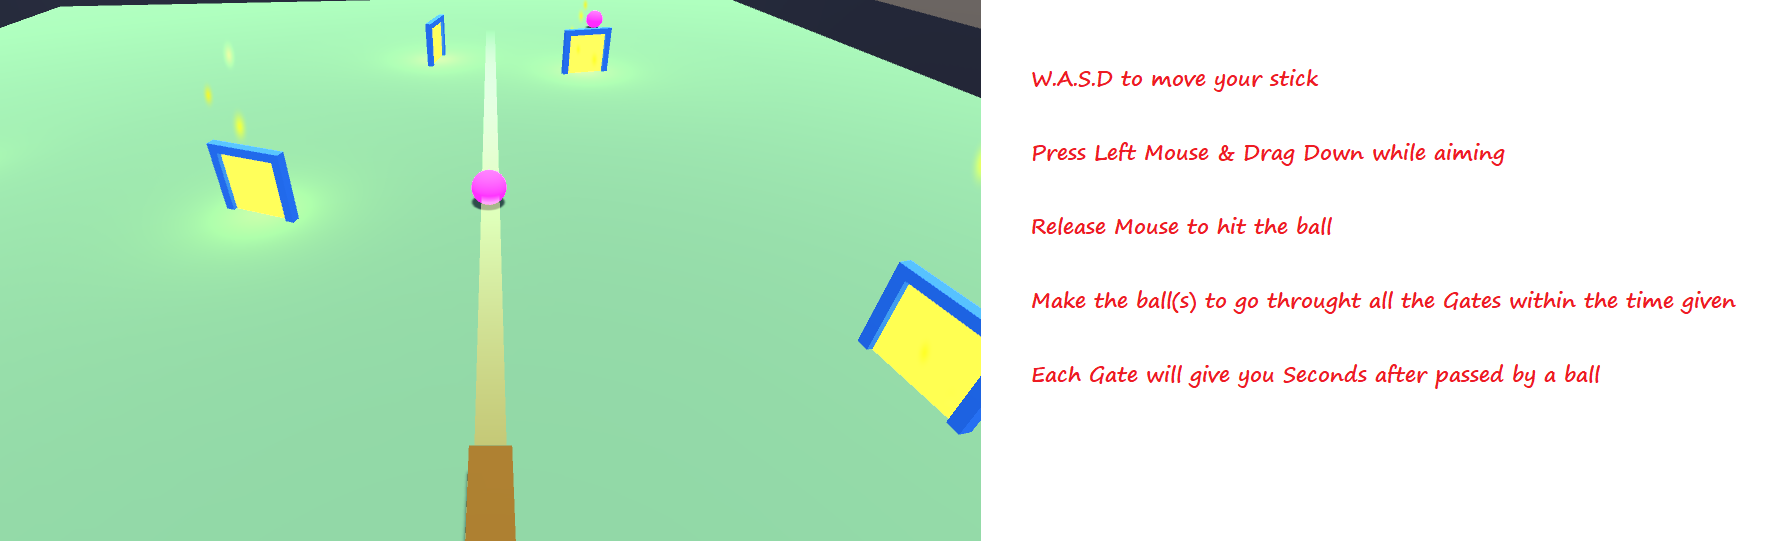 W.A.S.D to move your stick
Press Left Mouse & Drag Down while aiming
Release Mouse to hit the ball
Make the ball(s) to go throught all the Gates within the time given
Each Gate will give you Seconds after passed by a ball